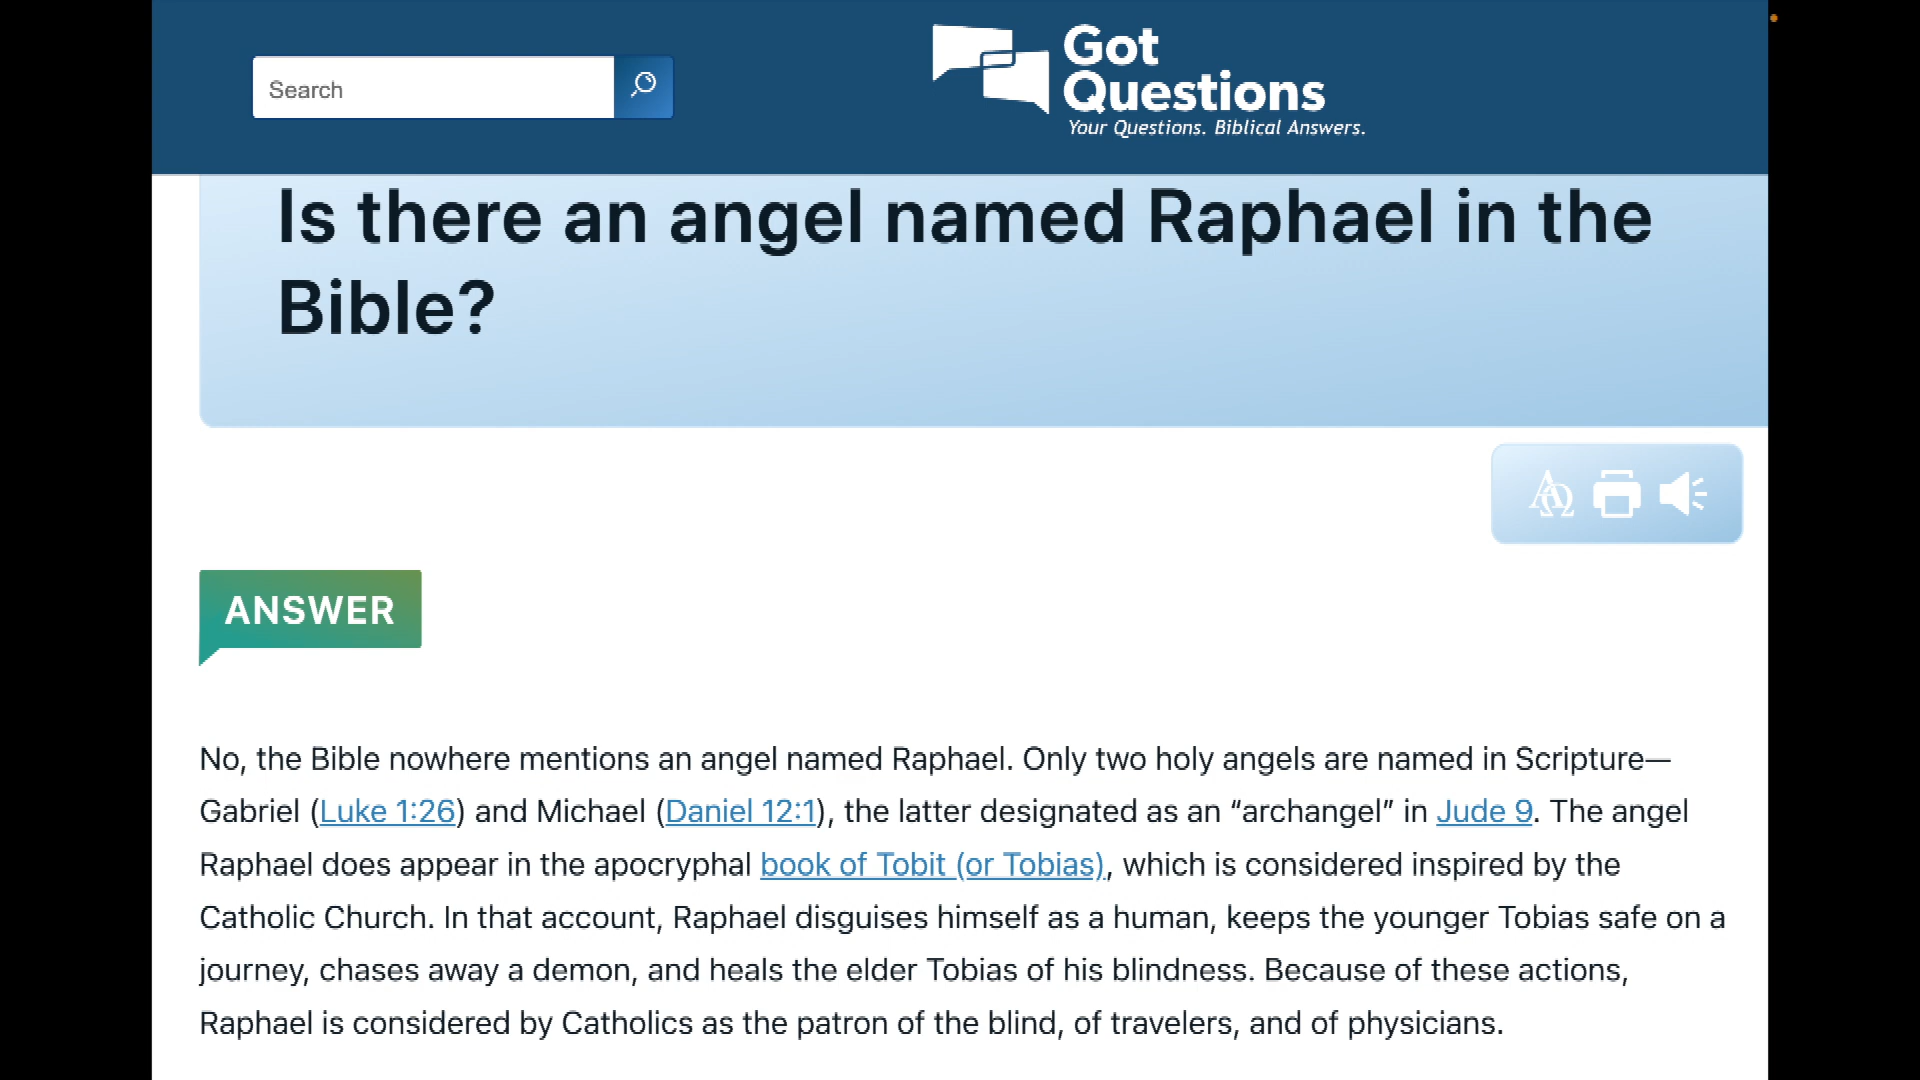 Search
Got
Questions
Your Questions. Biblical Answers.
Is there an angel named Raphael in the
Bible?
ANSWER
No, the Bible nowhere mentions an angel named Raphael. Only two holy angels are named in Scripture—
Gabriel (Luke 1:26) and Michael (Daniel 12:1), the latter designated as an “archangel” in Jude 9. The angel
Raphael does appear in the apocryphal book of Tobit (or Tobias), which is considered inspired by the
Catholic Church. In that account, Raphael disguises himself as a human, keeps the younger Tobias safe on a
journey, chases away a demon, and heals the elder Tobias of his blindness. Because of these actions,
Raphael is considered by Catholics as the patron of the blind, of travelers, and of physicians.